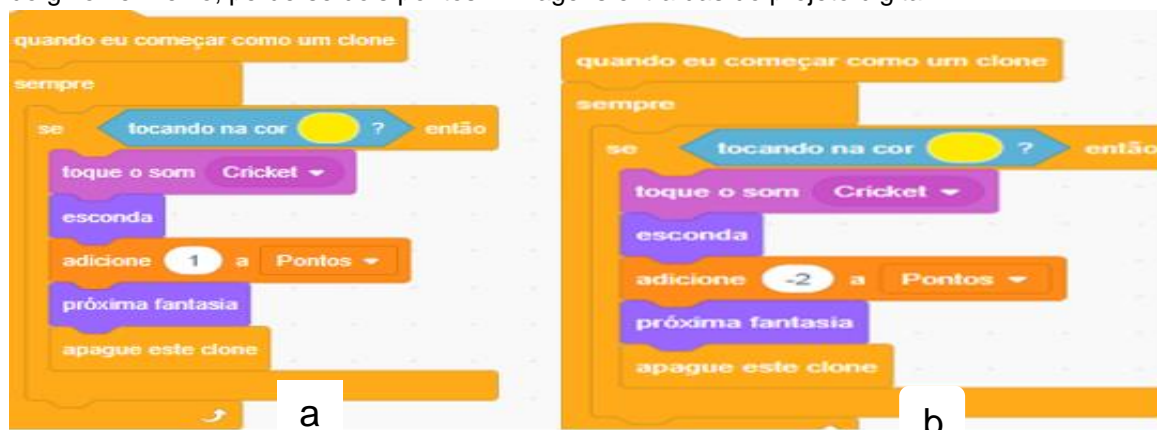 quando eu começar como um clone
sempre
se tocando na cor ? então
toque o som Cricket
esconda
adicione 1 a Pontos
próxima fantasia
apague este clone
a
quando eu começar como um clone
sempre
se tocando na cor ? então
toque o som Cricket
esconda
adicione -2 a Pontos
próxima fantasia
apague este clone
b